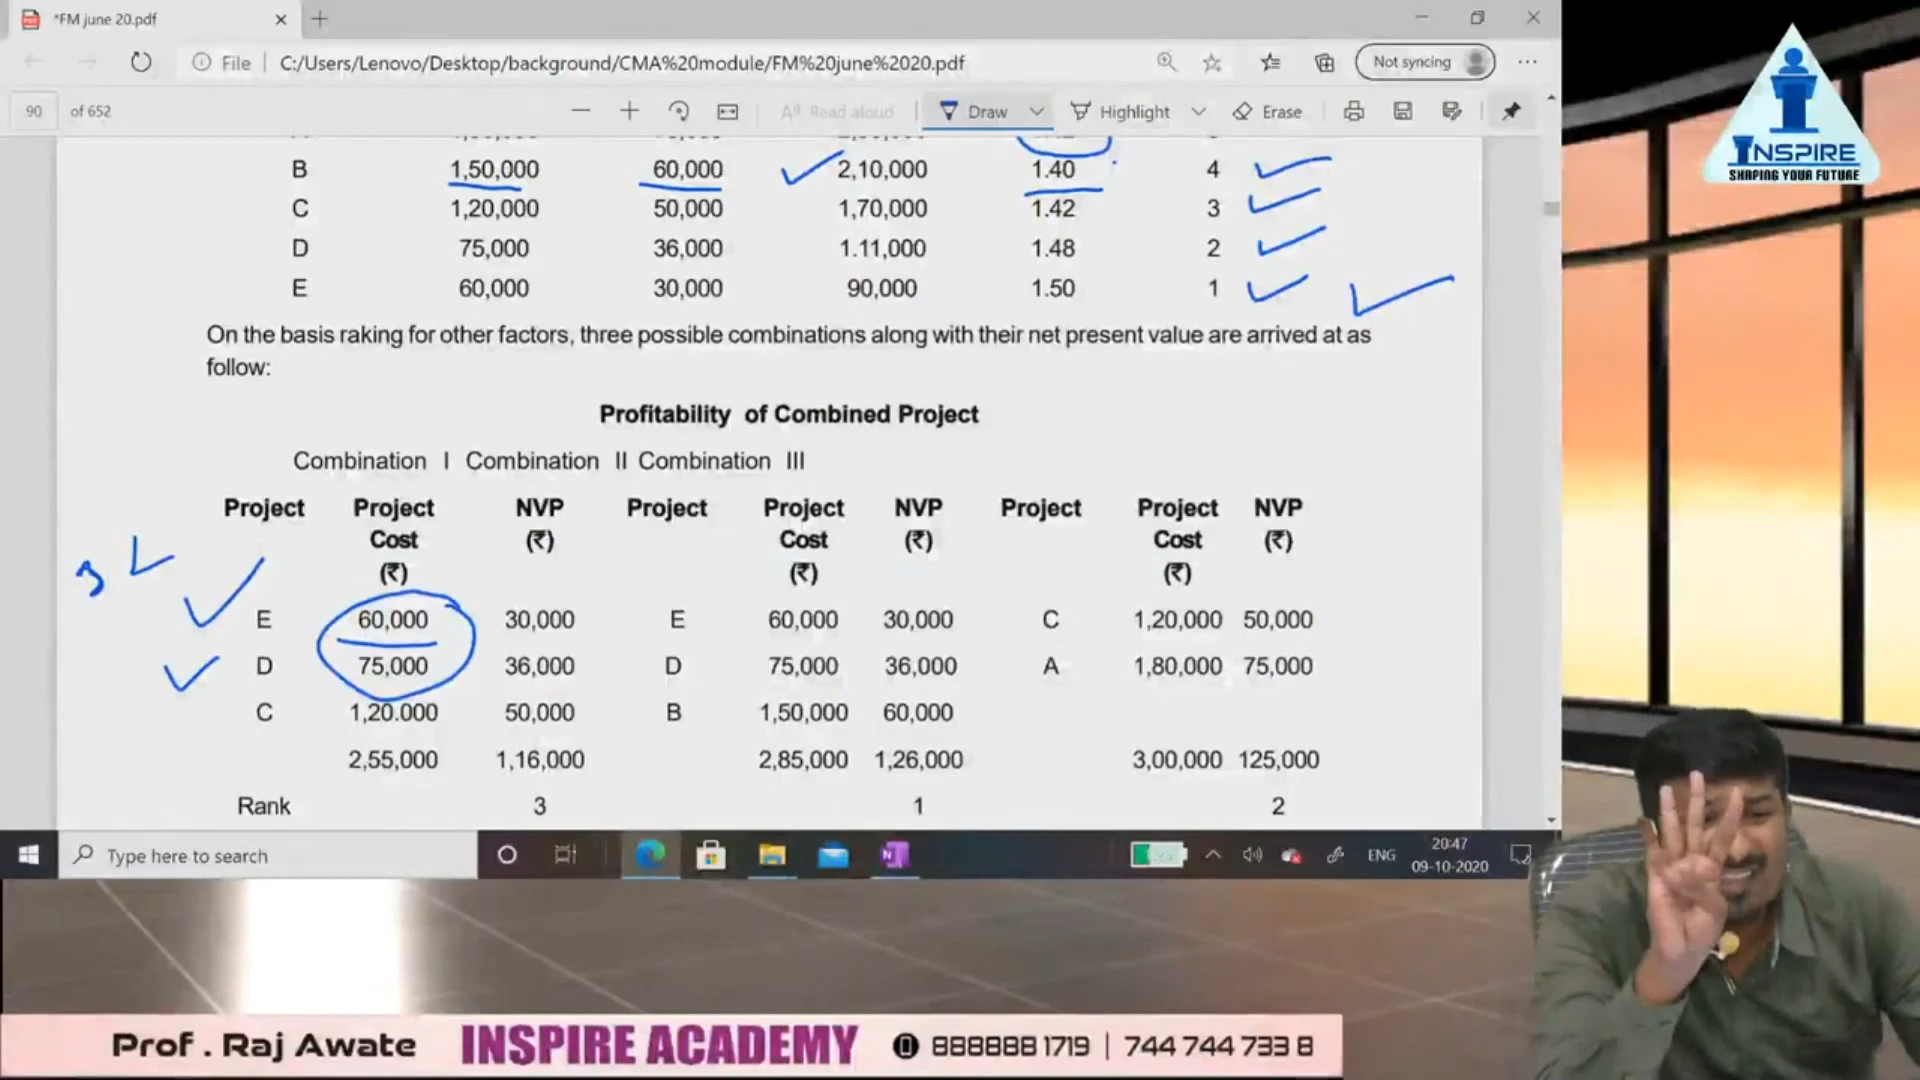 *FM june 20.pdf
File C:/Users/Lenovo/Desktop/background/CMA%20module/FM%20june%2020.pdf
Not syncing
90 of 652 Read aloud Draw Highlight Erase
B 1,50,000 60,000 2,10,000 1.40 4
C 1,20,000 50,000 1,70,000 1.42 3
D 75,000 36,000 1.11,000 1.48 2
E 60,000 30,000 90,000 1.50 1
On the basis raking for other factors, three possible combinations along with their net present value are arrived at as
follow:
Profitability of Combined Project
Combination I Combination II Combination III
Project Project NVP Project Project NVP Project Project NVP
Cost (₹) Cost (₹) Cost (₹)
(₹) (₹) (₹)
3 L
E 60,000 30,000 E 60,000 30,000 C 1,20,000 50,000
D 75,000 36,000 D 75,000 36,000 A 1,80,000 75,000
C 1,20.000 50,000 B 1,50,000 60,000
2,55,000 1,16,000 2,85,000 1,26,000 3,00,000 125,000
Rank 3 1 2
Type here to search
ENG 20:47
09-10-2020
INSPIRE
SHAPING YOUR FUTURE
Prof . Raj Awate INSPIRE ACADEMY 888888 1719 | 744 744 733 8